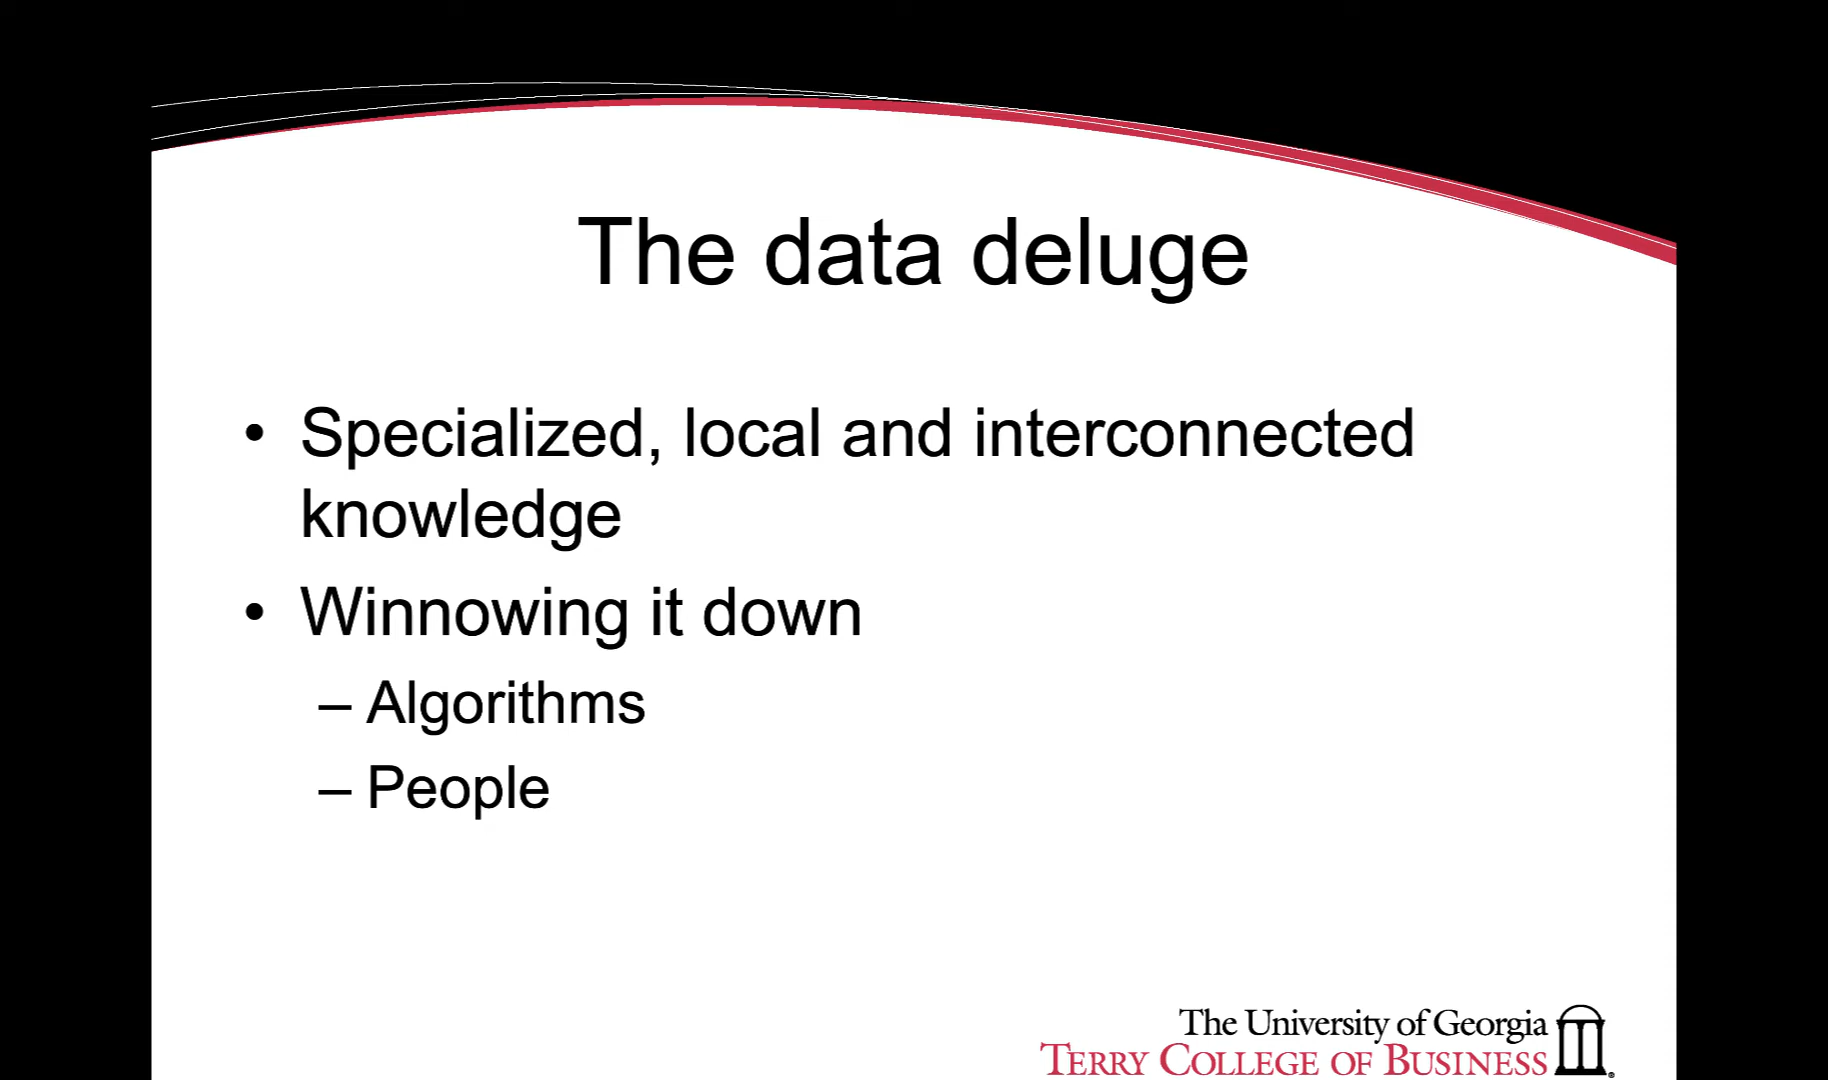 The data deluge
• Specialized, local and interconnected
knowledge
• Winnowing it down
– Algorithms
– People
The University of Georgia
TERRY COLLEGE OF BUSINESS